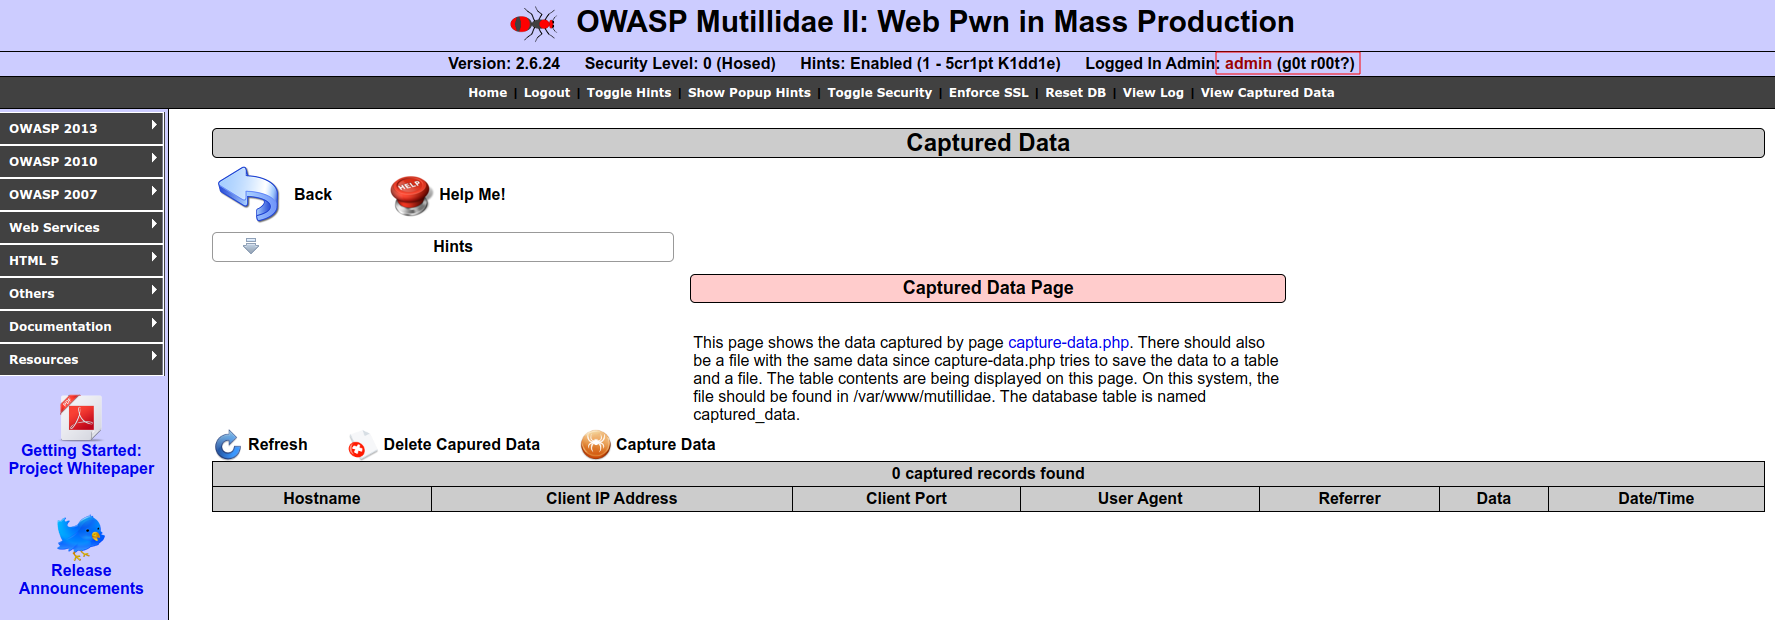 OWASP Mutillidae II: Web Pwn in Mass Production
Version: 2.6.24 Security Level: 0 (Hosed) Hints: Enabled (1 - 5cr1pt K1dd1e) Logged In Admin: admin (g0t r00t?)
Home | Logout | Toggle Hints | Show Popup Hints | Toggle Security | Enforce SSL | Reset DB | View Log | View Captured Data
OWASP 2013
OWASP 2010
OWASP 2007
Web Services
HTML 5
Others
Documentation
Resources
PDF
Getting Started:
Project Whitepaper
Release
Announcements
Captured Data
Back
HELP
Help Me!
Hints
Captured Data Page
This page shows the data captured by page capture-data.php. There should also
be a file with the same data since capture-data.php tries to save the data to a table
and a file. The table contents are being displayed on this page. On this system, the
file should be found in /var/www/mutillidae. The database table is named
captured_data.
Refresh Delete Capured Data Capture Data
0 captured records found
Hostname Client IP Address Client Port User Agent Referrer Data Date/Time